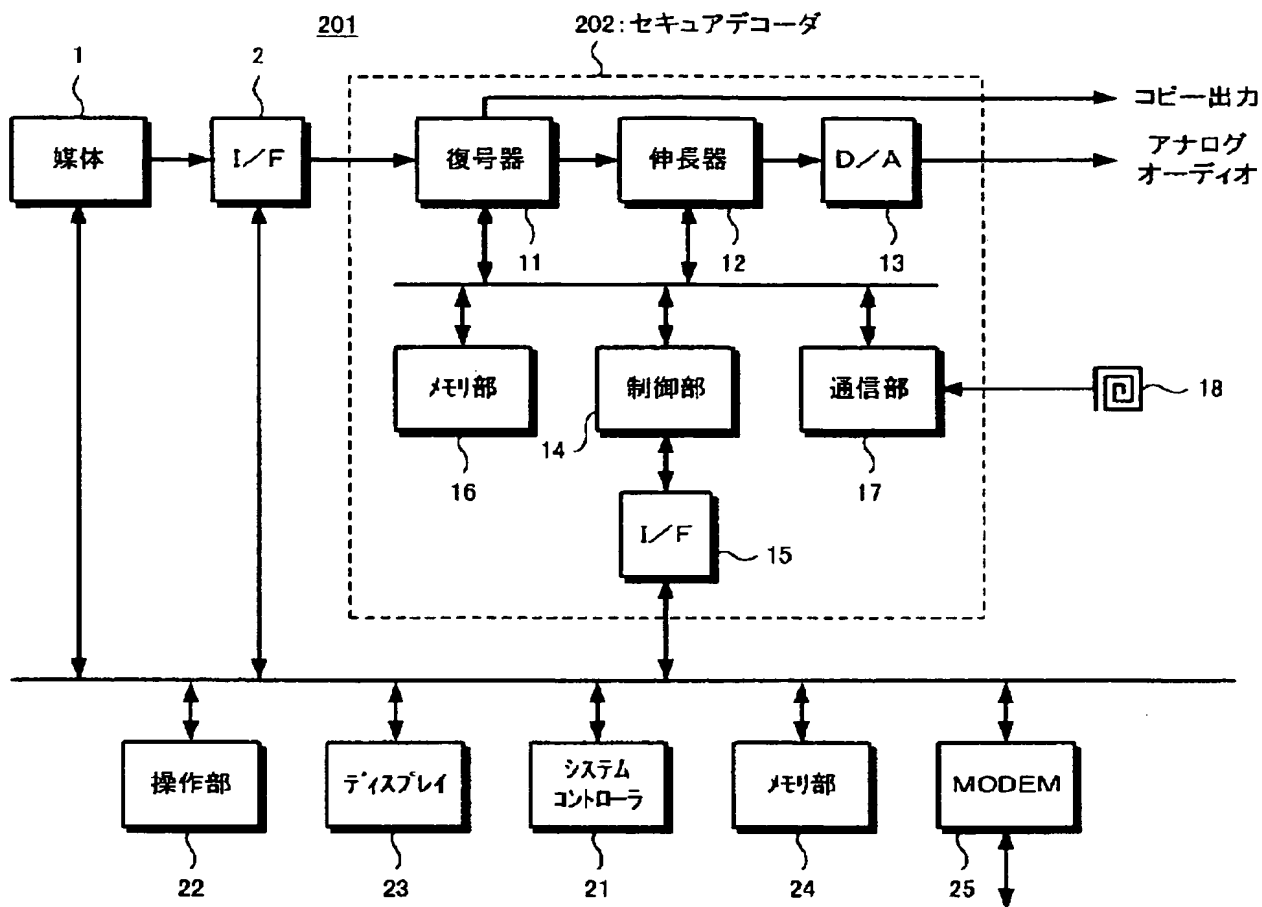 201
202:セキュアデコーダ
1
2
コピー出力
媒体
I/F
復号器
伸長器
D/A
アナログ
オーディオ
11
12
13
メモリ部
制御部
通信部
18
14
16
17
I/F
15
操作部
ディスプレイ
システム
コントローラ
メモリ部
MODEM
22
23
21
24
25